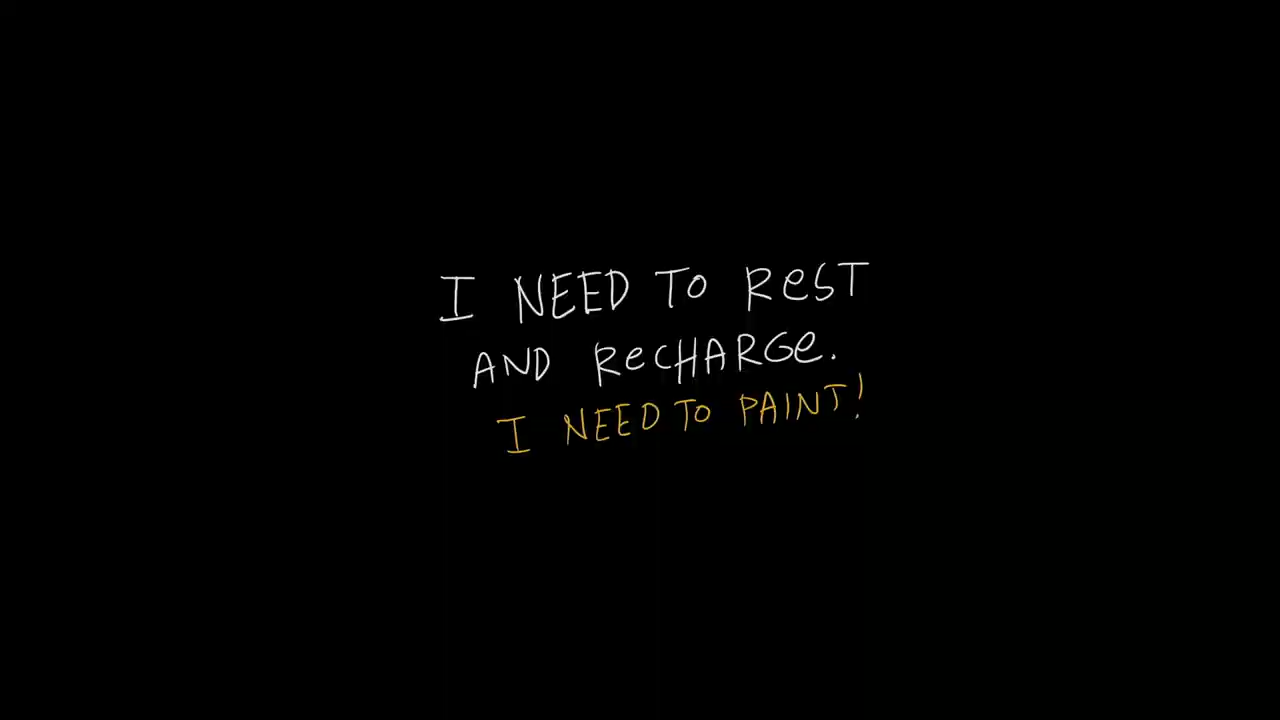 I NEED TO ReST
AND ReCHARGe.
I NEED TO PAINT!